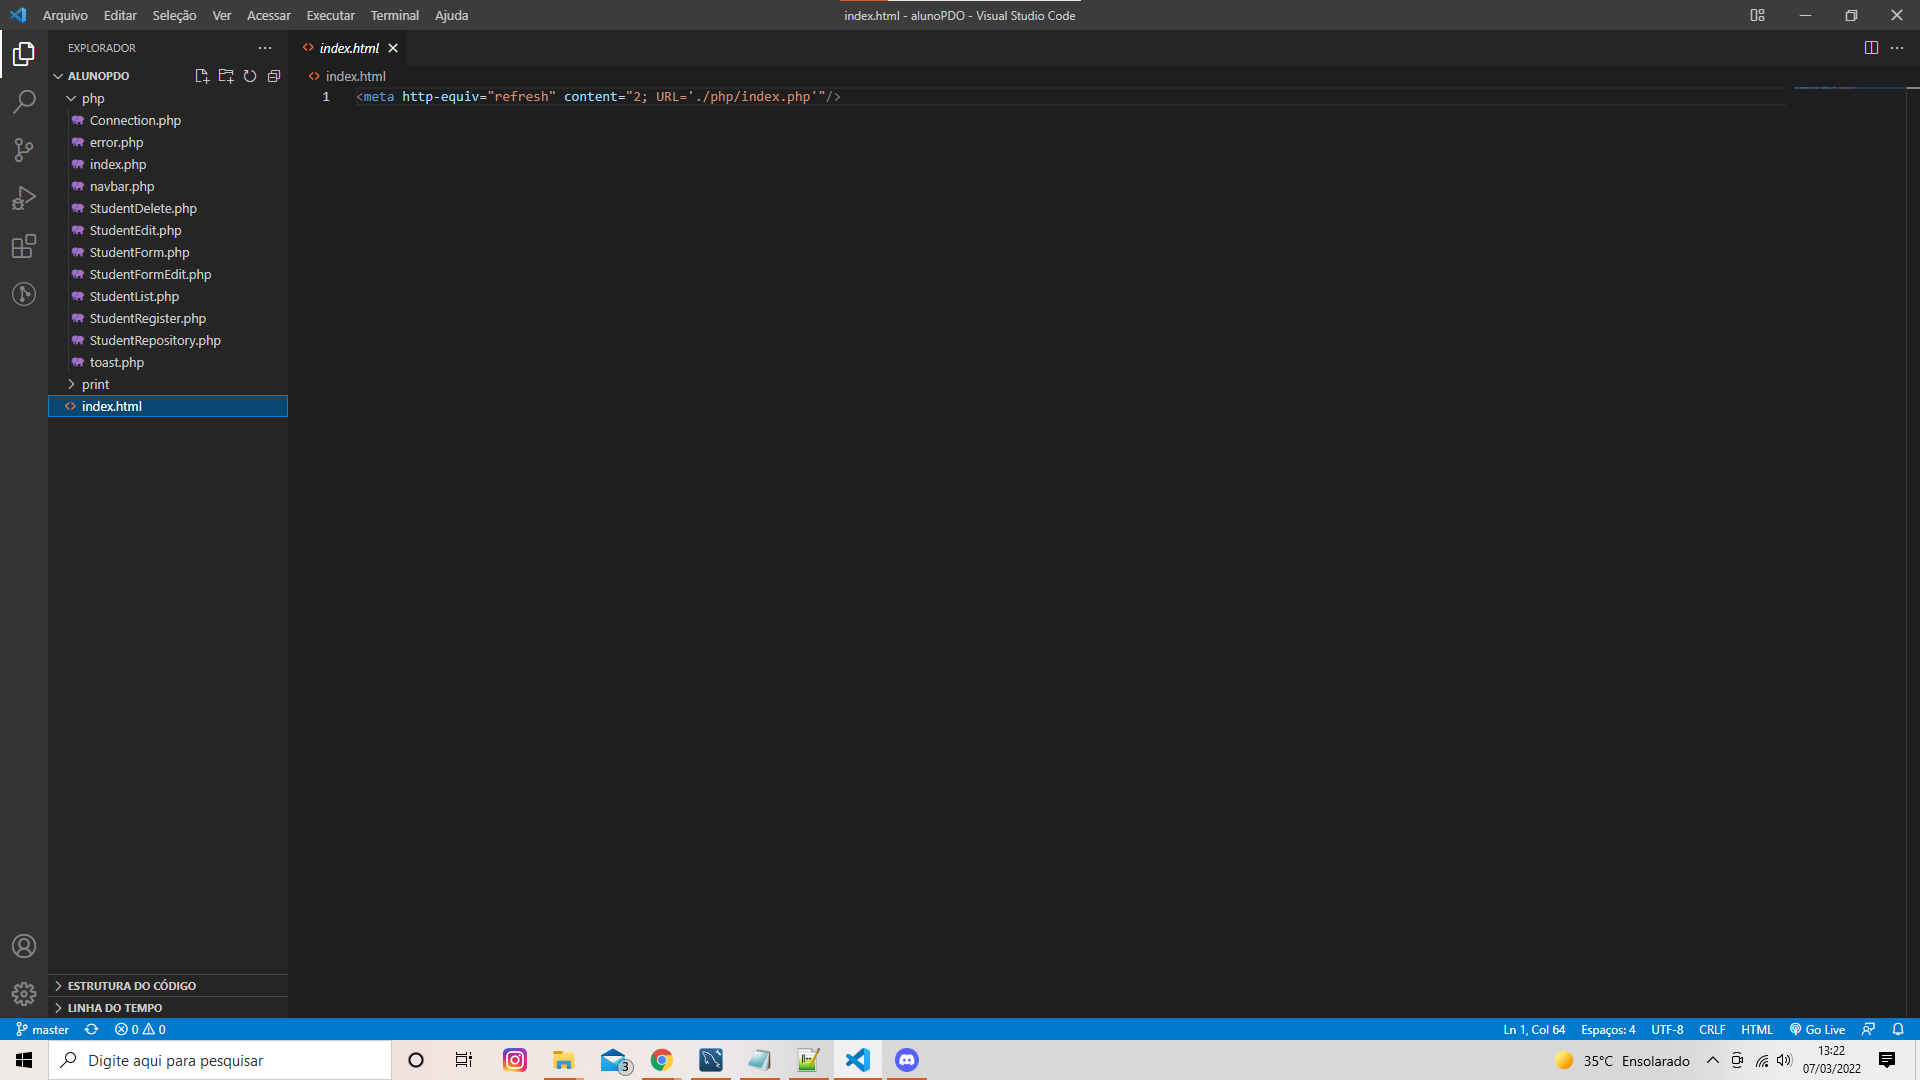 Arquivo Editar Seleção Ver Acessar Executar Terminal Ajuda
index.html - alunoPDO - Visual Studio Code
EXPLORADOR
ALUNOPDO
php
Connection.php
error.php
index.php
navbar.php
StudentDelete.php
StudentEdit.php
StudentForm.php
StudentFormEdit.php
StudentList.php
StudentRegister.php
StudentRepository.php
toast.php
print
index.html
ESTRUTURA DO CÓDIGO
LINHA DO TEMPO
index.html
index.html
1 <meta http-equiv="refresh" content="2; URL='./php/index.php'"/>
master 0 0 Ln 1, Col 64 Espaços: 4 UTF-8 CRLF HTML Go Live
Digite aqui para pesquisar
3
35°C Ensolarado
13:22
07/03/2022